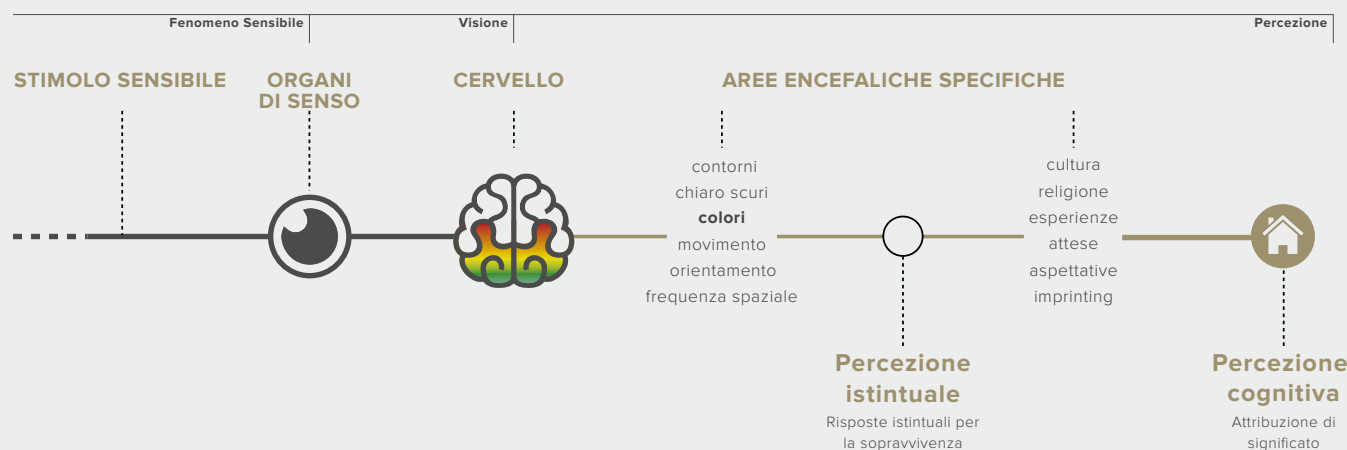 Fenomeno Sensibile
Visione
Percezione
STIMOLO SENSIBILE
ORGANI
DI SENSO
CERVELLO
AREE ENCEFALICHE SPECIFICHE
contorni
chiaro scuri
colori
movimento
orientamento
frequenza spaziale
cultura
religione
esperienze
attese
aspettative
imprinting
Percezione
istintuale
Risposte istintuali per
la sopravvivenza
Percezione
cognitiva
Attribuzione di
significato